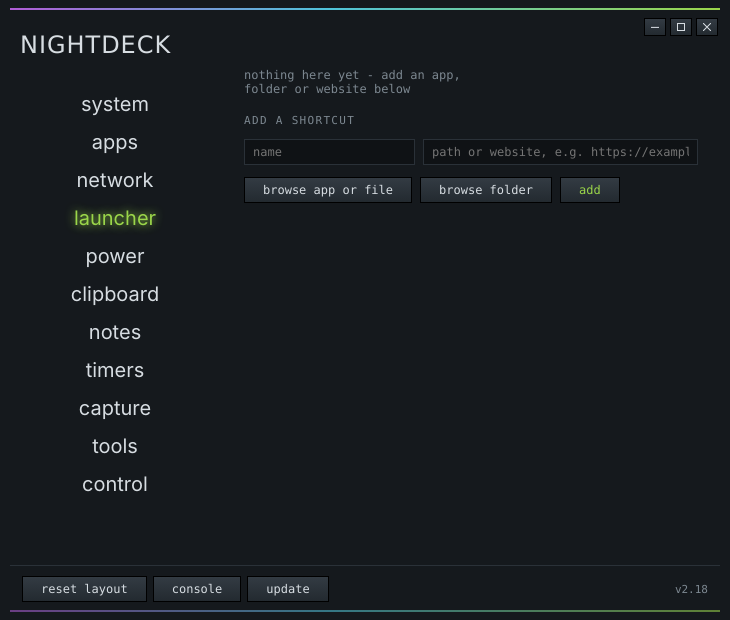 NIGHTDECK
system
apps
network
launcher
power
clipboard
notes
timers
capture
tools
control
nothing here yet - add an app,
folder or website below
ADD A SHORTCUT
name
path or website, e.g. https://exampl
browse app or file
browse folder
add
reset layout
console
update
v2.18